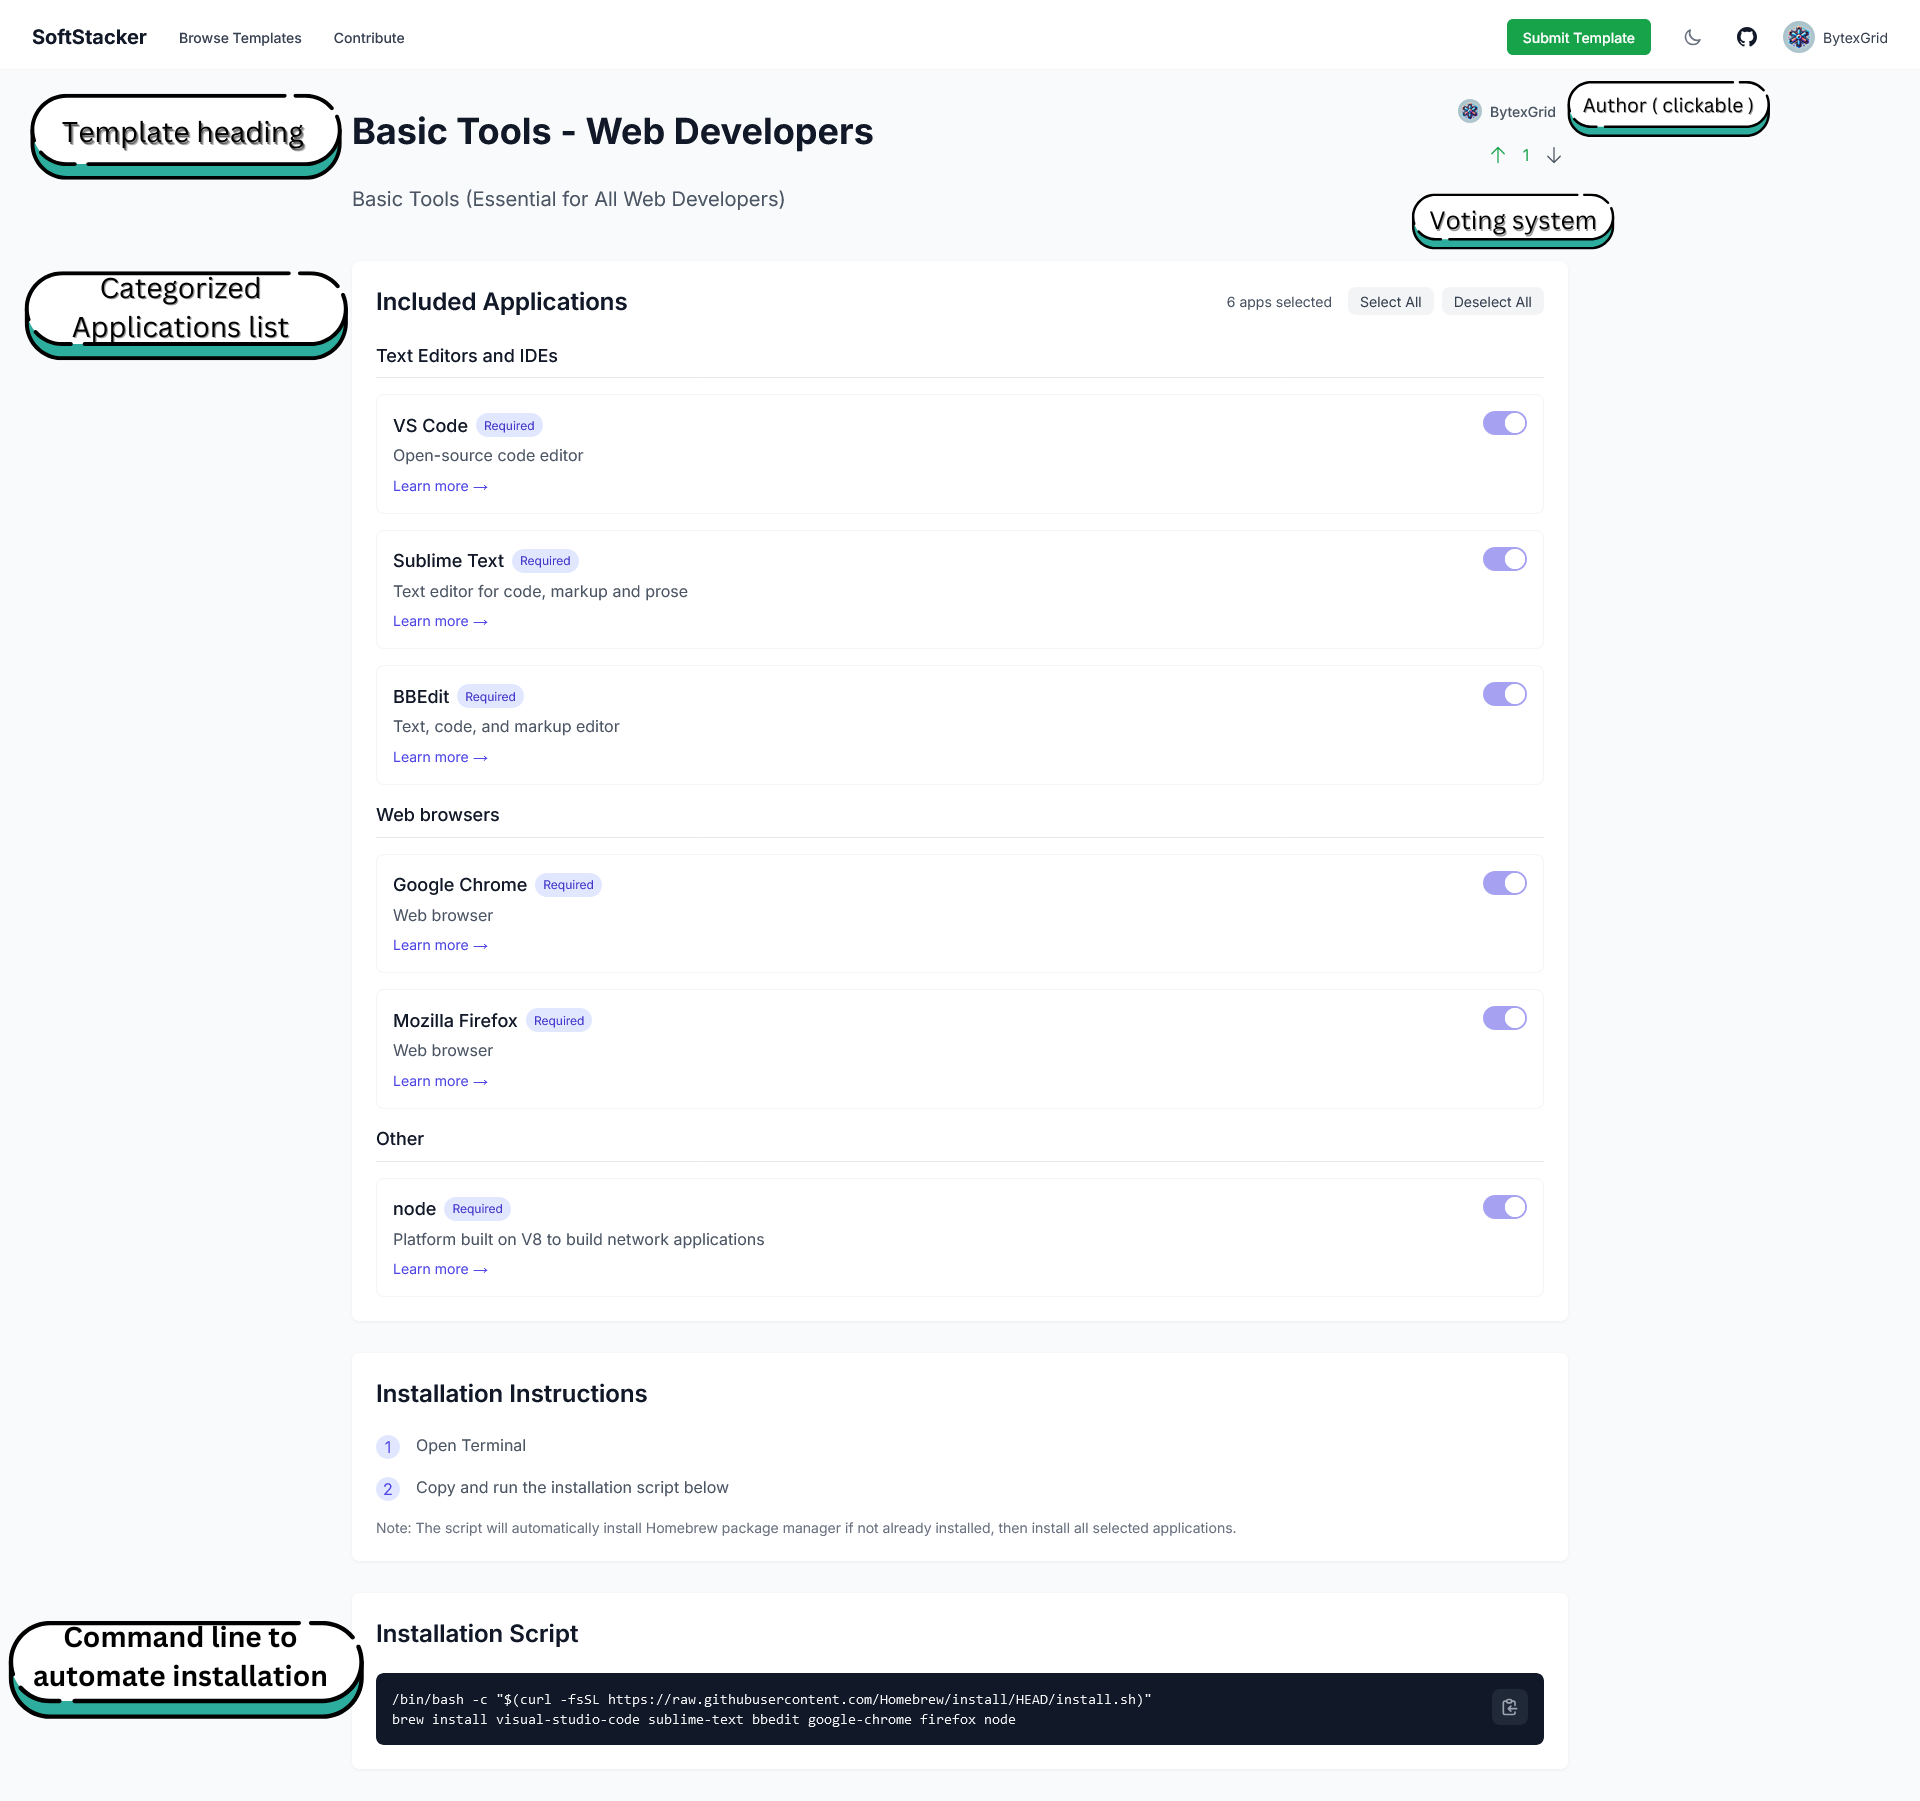 SoftStacker
Browse Templates
Contribute
Submit Template
BytexGrid
Template heading
Basic Tools - Web Developers
BytexGrid
Author ( clickable )
↑ 1 ↓
Basic Tools (Essential for All Web Developers)
Voting system
Categorized
Applications list
Included Applications
6 apps selected
Select All
Deselect All
Text Editors and IDEs
VS Code Required
Open-source code editor
Learn more →
Sublime Text Required
Text editor for code, markup and prose
Learn more →
BBEdit Required
Text, code, and markup editor
Learn more →
Web browsers
Google Chrome Required
Web browser
Learn more →
Mozilla Firefox Required
Web browser
Learn more →
Other
node Required
Platform built on V8 to build network applications
Learn more →
Installation Instructions
1 Open Terminal
2 Copy and run the installation script below
Note: The script will automatically install Homebrew package manager if not already installed, then install all selected applications.
Command line to
automate installation
Installation Script
/bin/bash -c "$(curl -fsSL https://raw.githubusercontent.com/Homebrew/install/HEAD/install.sh)"
brew install visual-studio-code sublime-text bbedit google-chrome firefox node